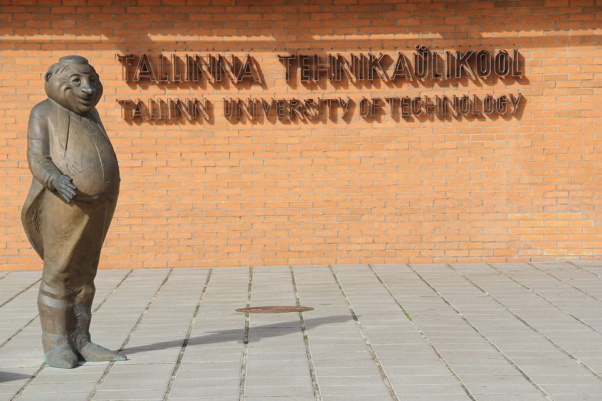 TALLINNA TEHNIKAÜLIKOOL
TALLINN UNIVERSITY OF TECHNOLOGY